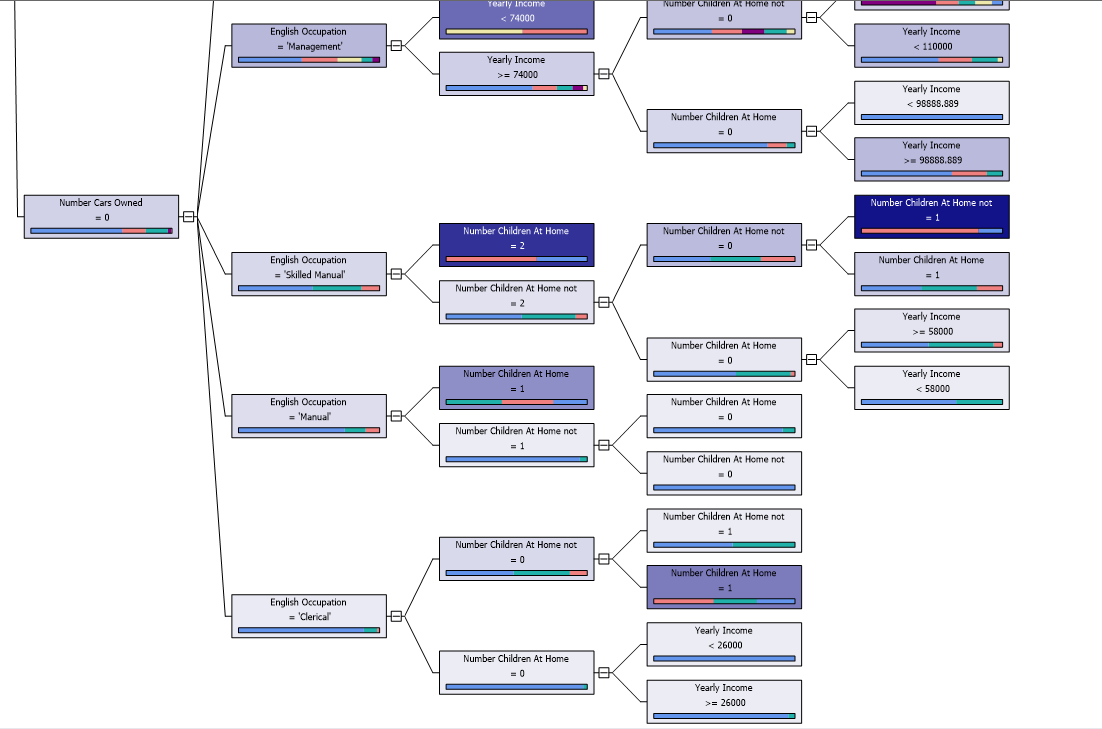 Yearly Income
< 74000
Number Children At Home not
= 0
English Occupation
= 'Management'
Yearly Income
< 110000
Yearly Income
>= 74000
Yearly Income
< 98888.889
Number Children At Home
= 0
Yearly Income
>= 98888.889
Number Cars Owned
= 0
Number Children At Home not
= 1
Number Children At Home
= 2
Number Children At Home not
= 0
English Occupation
= 'Skilled Manual'
Number Children At Home
= 1
Number Children At Home not
= 2
Yearly Income
>= 58000
Number Children At Home
= 0
Yearly Income
< 58000
Number Children At Home
= 1
English Occupation
= 'Manual'
Number Children At Home
= 0
Number Children At Home not
= 1
Number Children At Home not
= 0
Number Children At Home not
= 1
Number Children At Home not
= 0
Number Children At Home
= 1
English Occupation
= 'Clerical'
Yearly Income
< 26000
Number Children At Home
= 0
Yearly Income
>= 26000